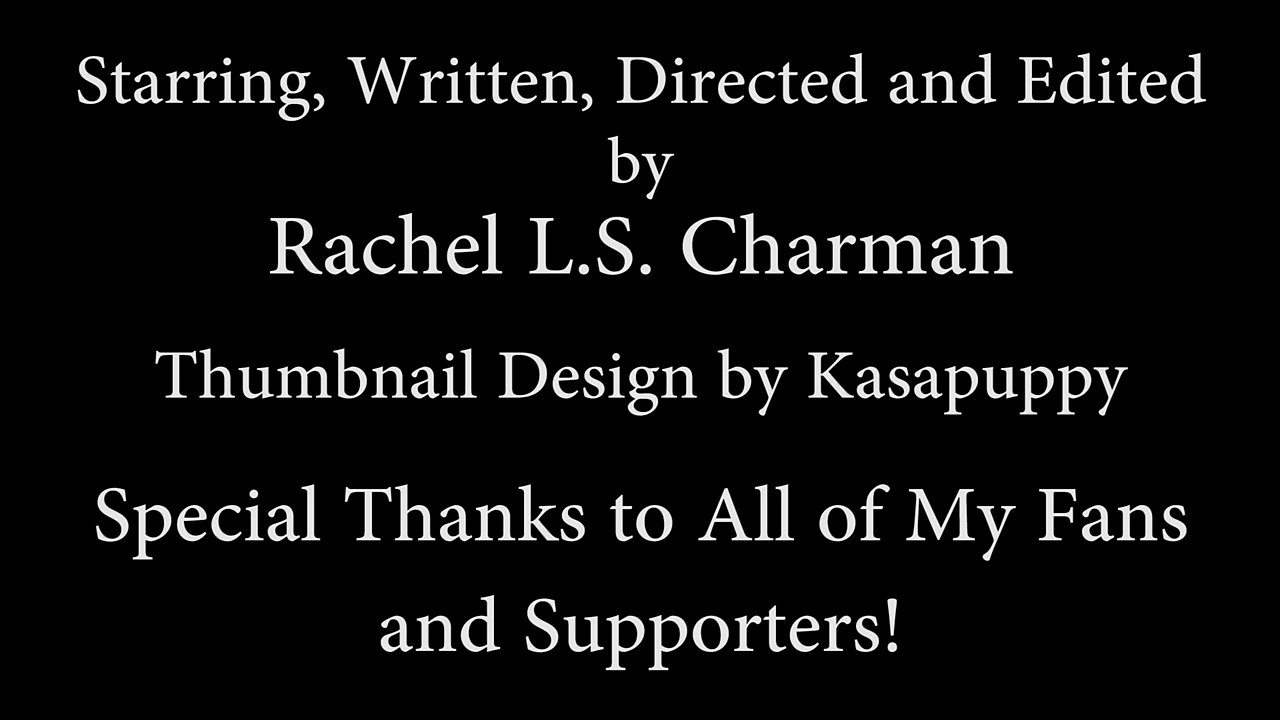 Starring, Written, Directed and Edited
by
Rachel L.S. Charman
Thumbnail Design by Kasapuppy
Special Thanks to All of My Fans
and Supporters!